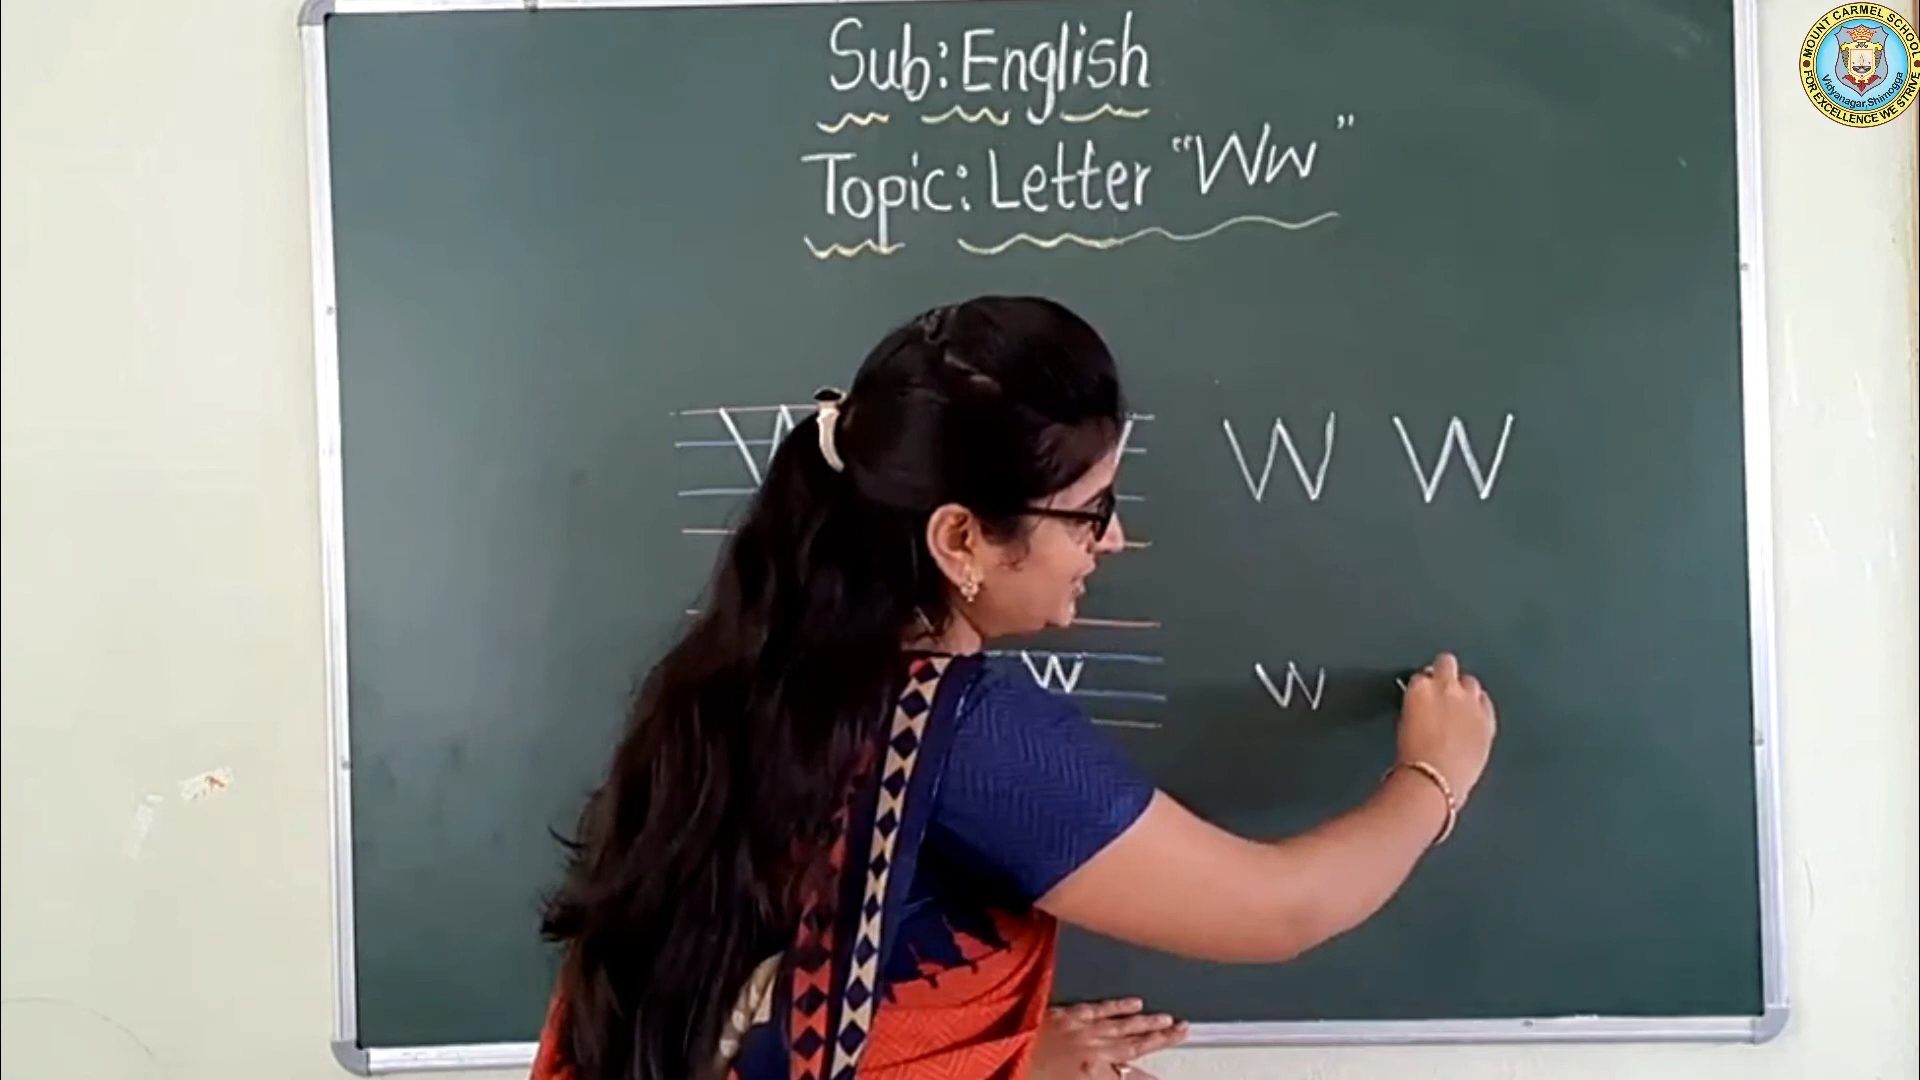 Sub: English
Topic: Letter "Ww"
W W W
w w
MOUNT CARMEL SCHOOL
Vidyanagar, Shimogga
FOR EXCELLENCE WE STRIVE